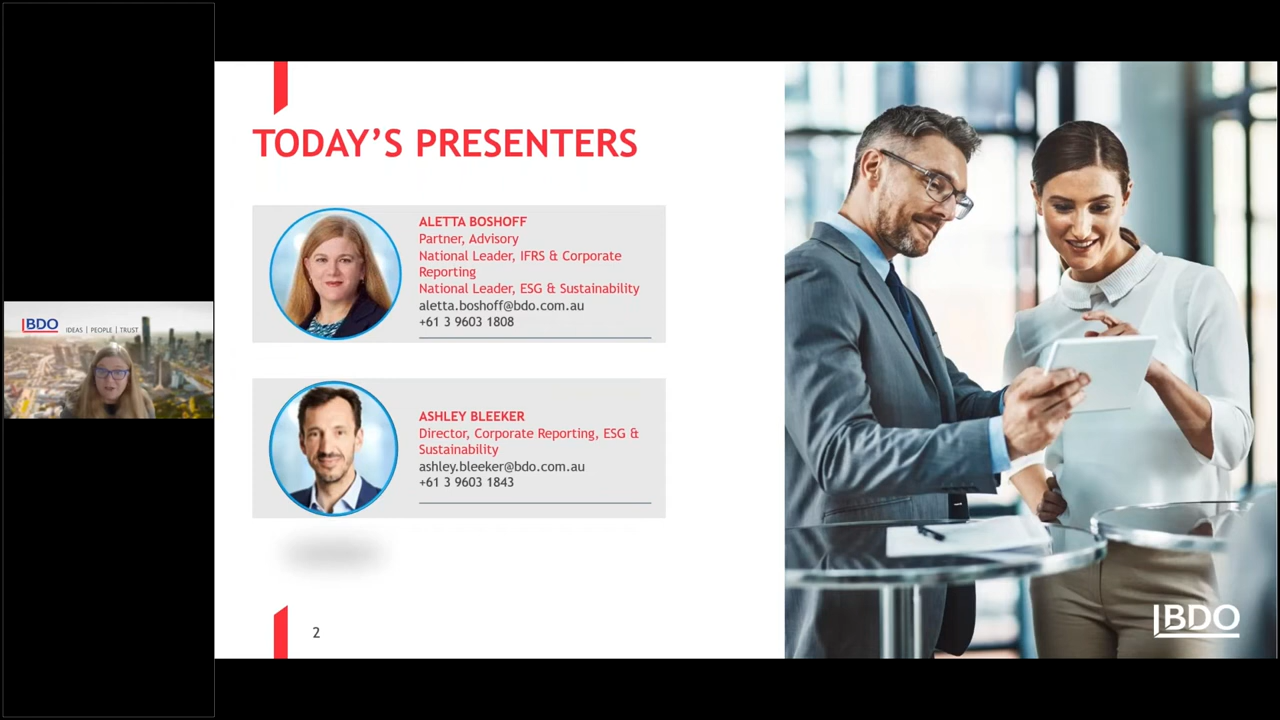 BDO
IDEAS | PEOPLE | TRUST
TODAY’S PRESENTERS
ALETTA BOSHOFF
Partner, Advisory
National Leader, IFRS & Corporate
Reporting
National Leader, ESG & Sustainability
aletta.boshoff@bdo.com.au
+61 3 9603 1808
ASHLEY BLEEKER
Director, Corporate Reporting, ESG &
Sustainability
ashley.bleeker@bdo.com.au
+61 3 9603 1843
2
BDO